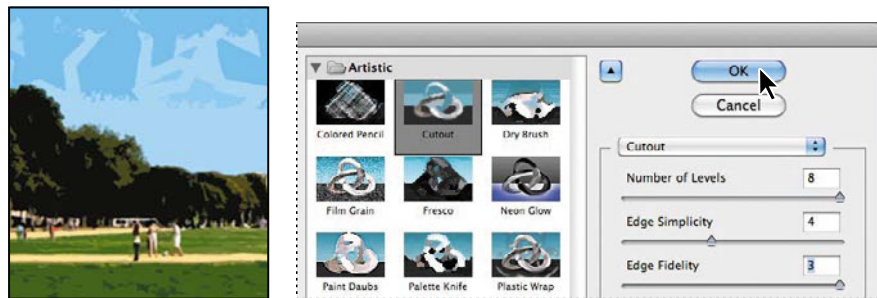 Artistic
OK
Cancel
Colored Pencil
Cutout
Dry Brush
Cutout
Number of Levels 8
Film Grain
Fresco
Neon Glow
Edge Simplicity 4
Edge Fidelity 3
Paint Daubs
Palette Knife
Plastic Wrap